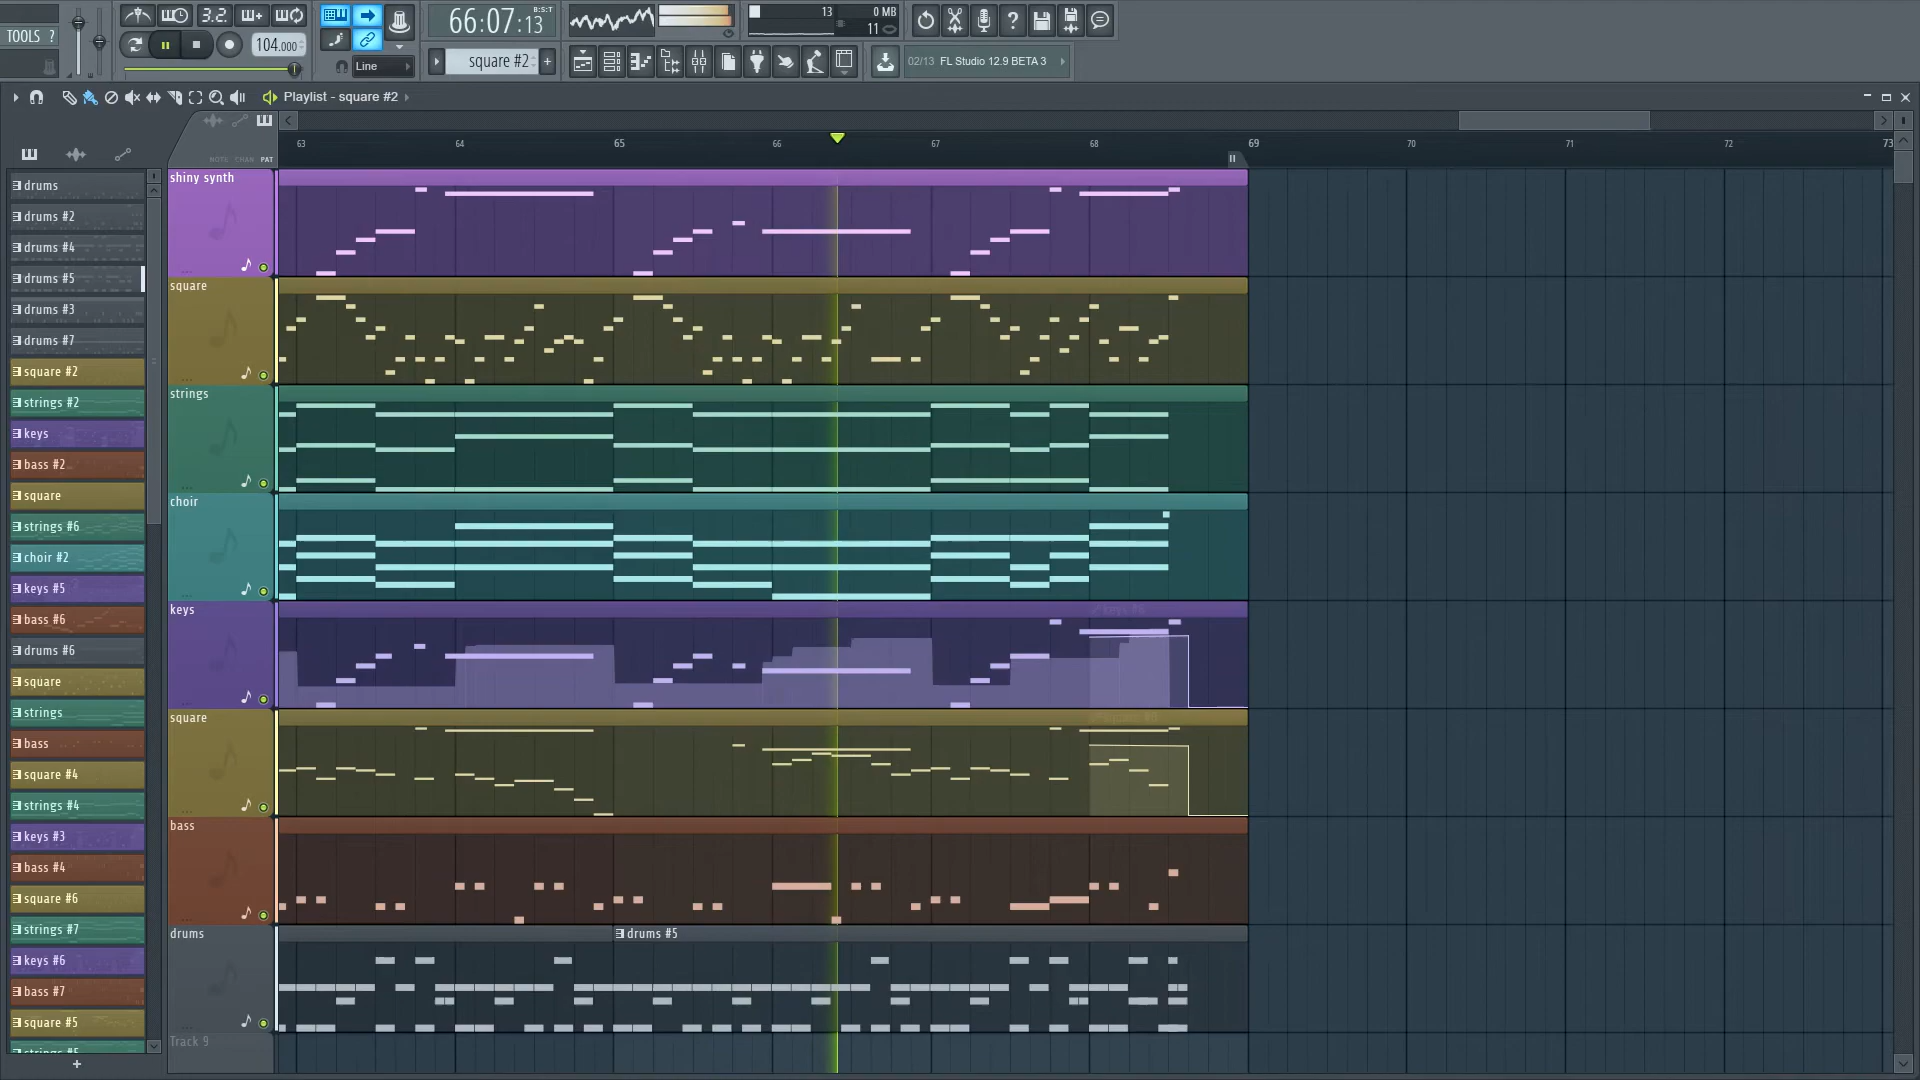 TOOLS ?
3.2.
104.000
66:07:13
B:S:T
13
0 MB
11
Line
square #2
02/13 FL Studio 12.9 BETA 3
Playlist - square #2
NOTE CHAN PAT
63 64 65 66 67 68 69 70 71 72 73
drums
drums #2
drums #4
drums #5
drums #3
drums #7
square #2
strings #2
keys
bass #2
square
strings #6
choir #2
keys #5
bass #6
drums #6
square
strings
bass
square #4
strings #4
keys #3
bass #4
square #6
strings #7
keys #6
bass #7
square #5
shiny synth
square
strings
choir
keys
keys #6
square
bass
drums
drums #5
Track 9